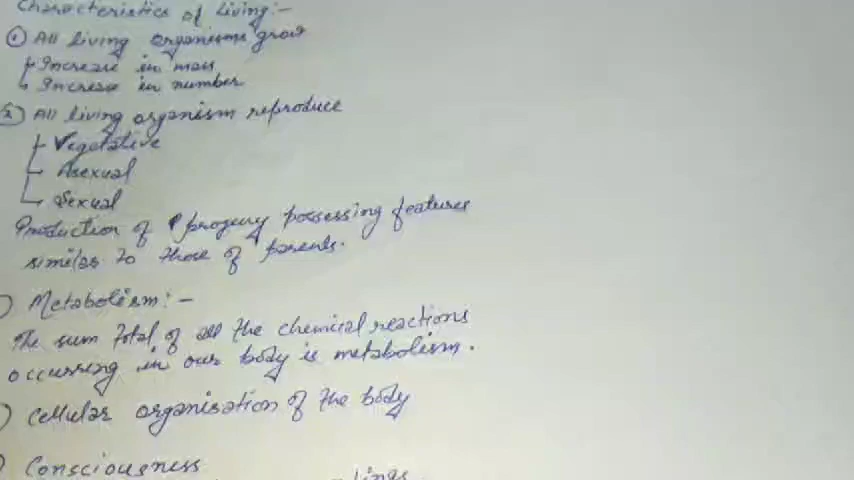 Characteristics of living:-
① All living organisms grow
Increase in mass
Increase in number
② All living organism reproduce
Vegetative
Asexual
Sexual
Production of progeny possessing features
similar to those of parents.
Metabolism:-
The sum total of all the chemical reactions
occurring in our body is metabolism.
Cellular organisation of the body
Consciousness